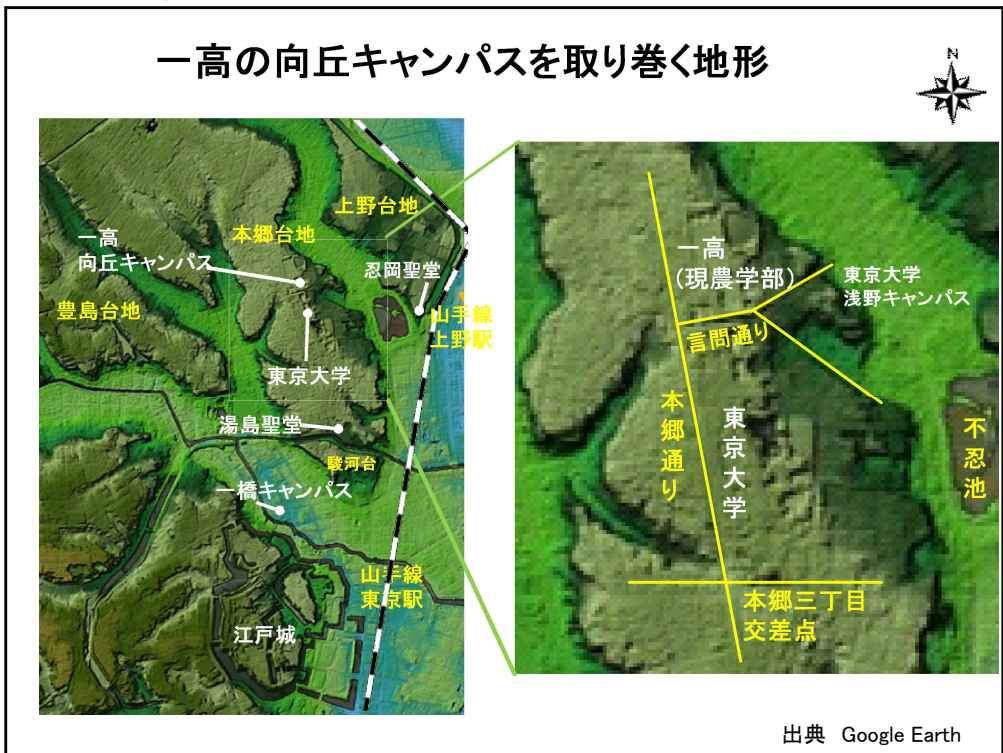 一高の向丘キャンパスを取り巻く地形
N
上野台地
本郷台地
一高
向丘キャンパス
忍岡聖堂
豊島台地
山手線
上野駅
東京大学
湯島聖堂
駿河台
一橋キャンパス
山手線
東京駅
江戸城
一高
(現農学部)
東京大学
浅野キャンパス
言問通り
本郷通り
東京大学
不忍池
本郷三丁目
交差点
出典 Google Earth